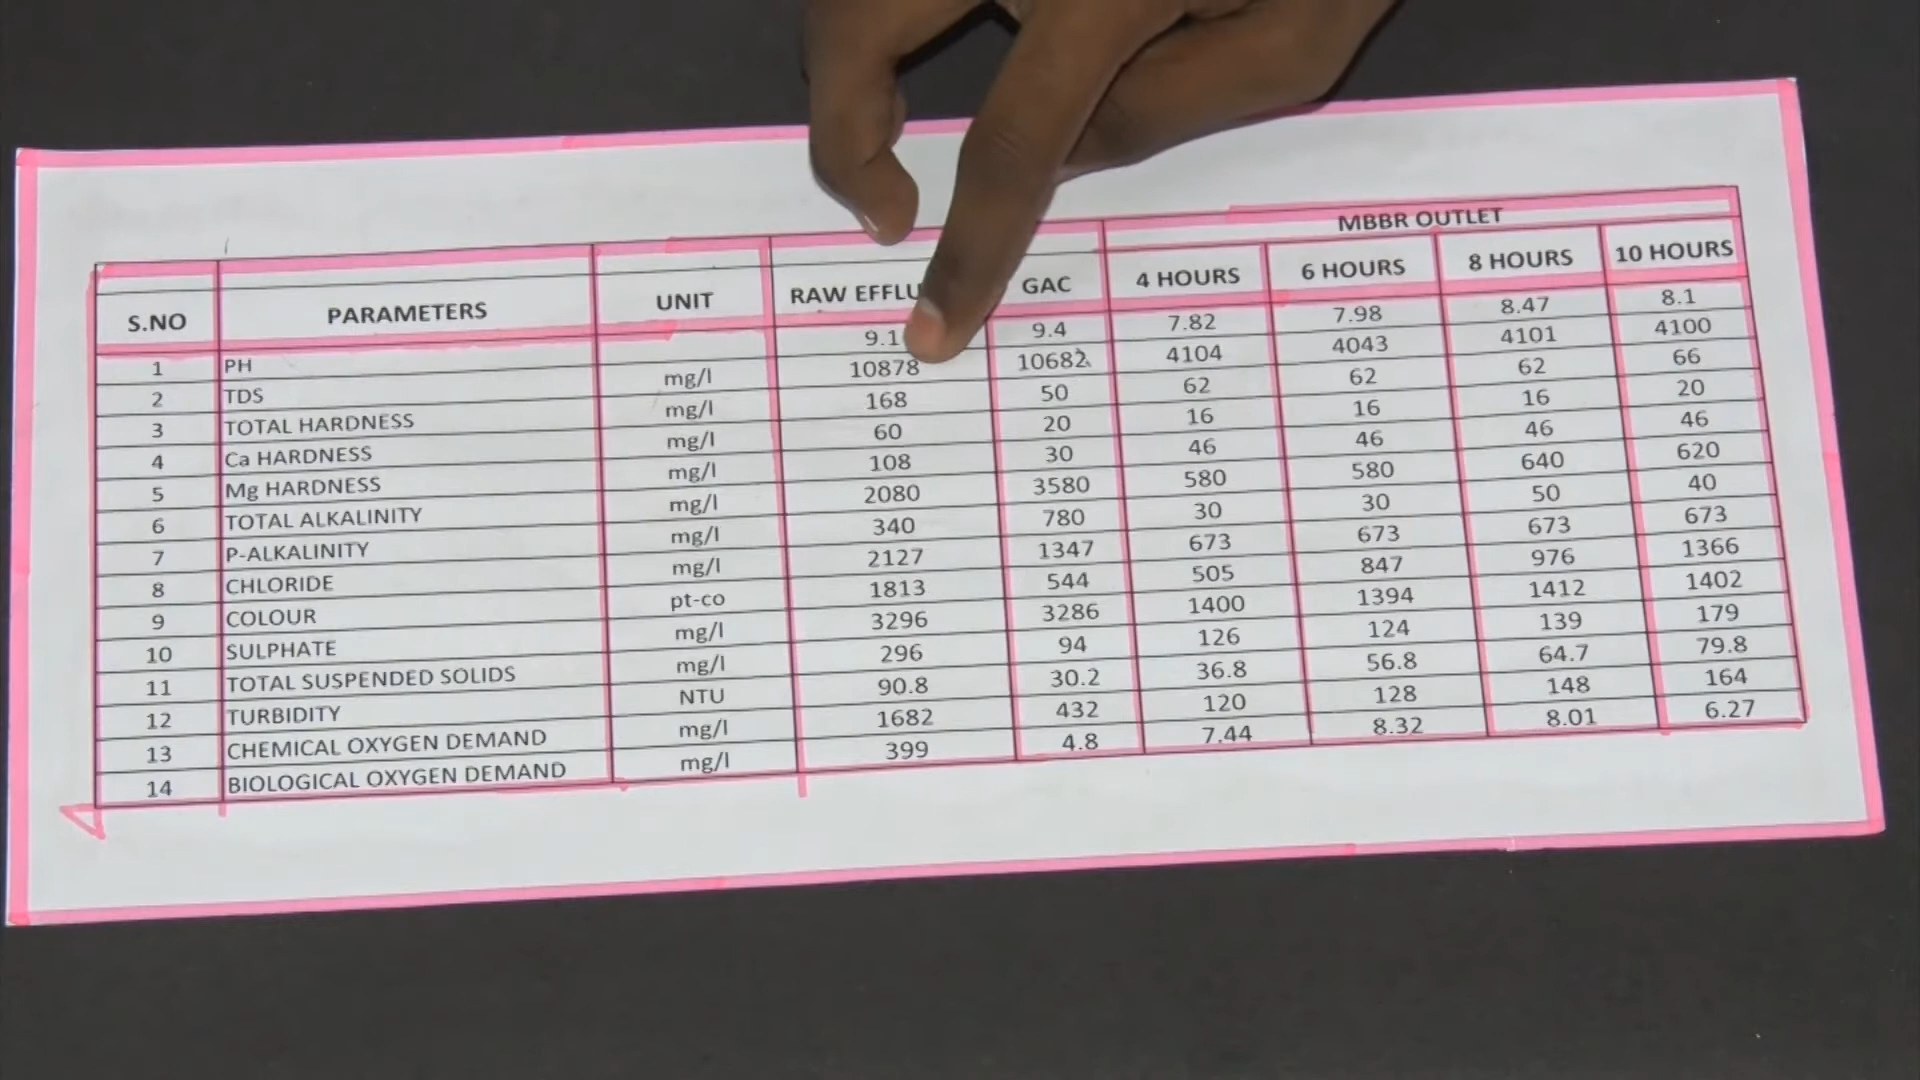 MBBR OUTLET
S.NO PARAMETERS UNIT RAW EFFLU GAC 4 HOURS 6 HOURS 8 HOURS 10 HOURS
1 PH 9.1 9.4 7.82 7.98 8.47 8.1
2 TDS mg/l 10878 10682 4104 4043 4101 4100
3 TOTAL HARDNESS mg/l 168 50 62 62 62 66
4 Ca HARDNESS mg/l 60 20 16 16 16 20
5 Mg HARDNESS mg/l 108 30 46 46 46 46
6 TOTAL ALKALINITY mg/l 2080 3580 580 580 640 620
7 P-ALKALINITY mg/l 340 780 30 30 50 40
8 CHLORIDE mg/l 2127 1347 673 673 673 673
9 COLOUR pt-co 1813 544 505 847 976 1366
10 SULPHATE mg/l 3296 3286 1400 1394 1412 1402
11 TOTAL SUSPENDED SOLIDS mg/l 296 94 126 124 139 179
12 TURBIDITY NTU 90.8 30.2 36.8 56.8 64.7 79.8
13 CHEMICAL OXYGEN DEMAND mg/l 1682 432 120 128 148 164
14 BIOLOGICAL OXYGEN DEMAND mg/l 399 4.8 7.44 8.32 8.01 6.27